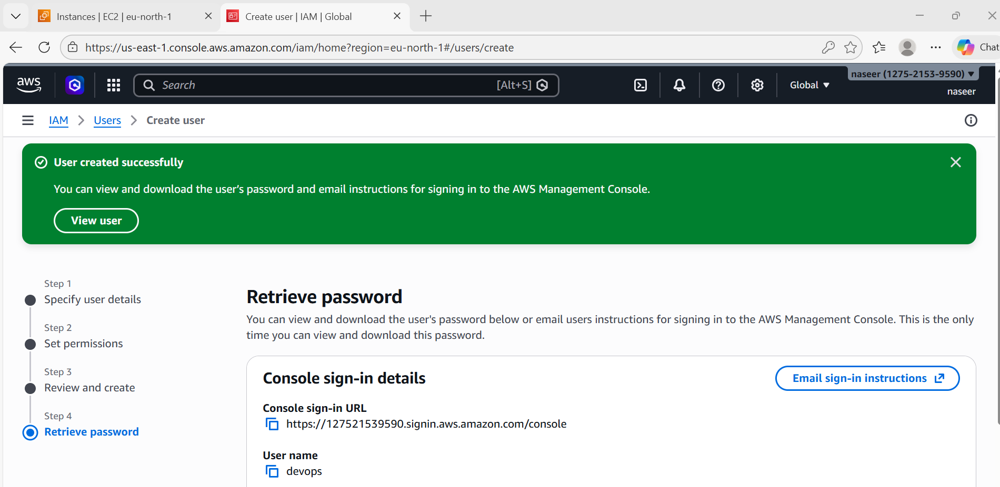 Instances | EC2 | eu-north-1
Create user | IAM | Global
https://us-east-1.console.aws.amazon.com/iam/home?region=eu-north-1#/users/create
Chat
aws
Search
[Alt+S]
Global
naseer (1275-2153-9590)
naseer
IAM
Users
Create user
User created successfully
You can view and download the user's password and email instructions for signing in to the AWS Management Console.
View user
Step 1
Specify user details
Step 2
Set permissions
Step 3
Review and create
Step 4
Retrieve password
Retrieve password
You can view and download the user's password below or email users instructions for signing in to the AWS Management Console. This is the only
time you can view and download this password.
Console sign-in details
Email sign-in instructions
Console sign-in URL
https://127521539590.signin.aws.amazon.com/console
User name
devops